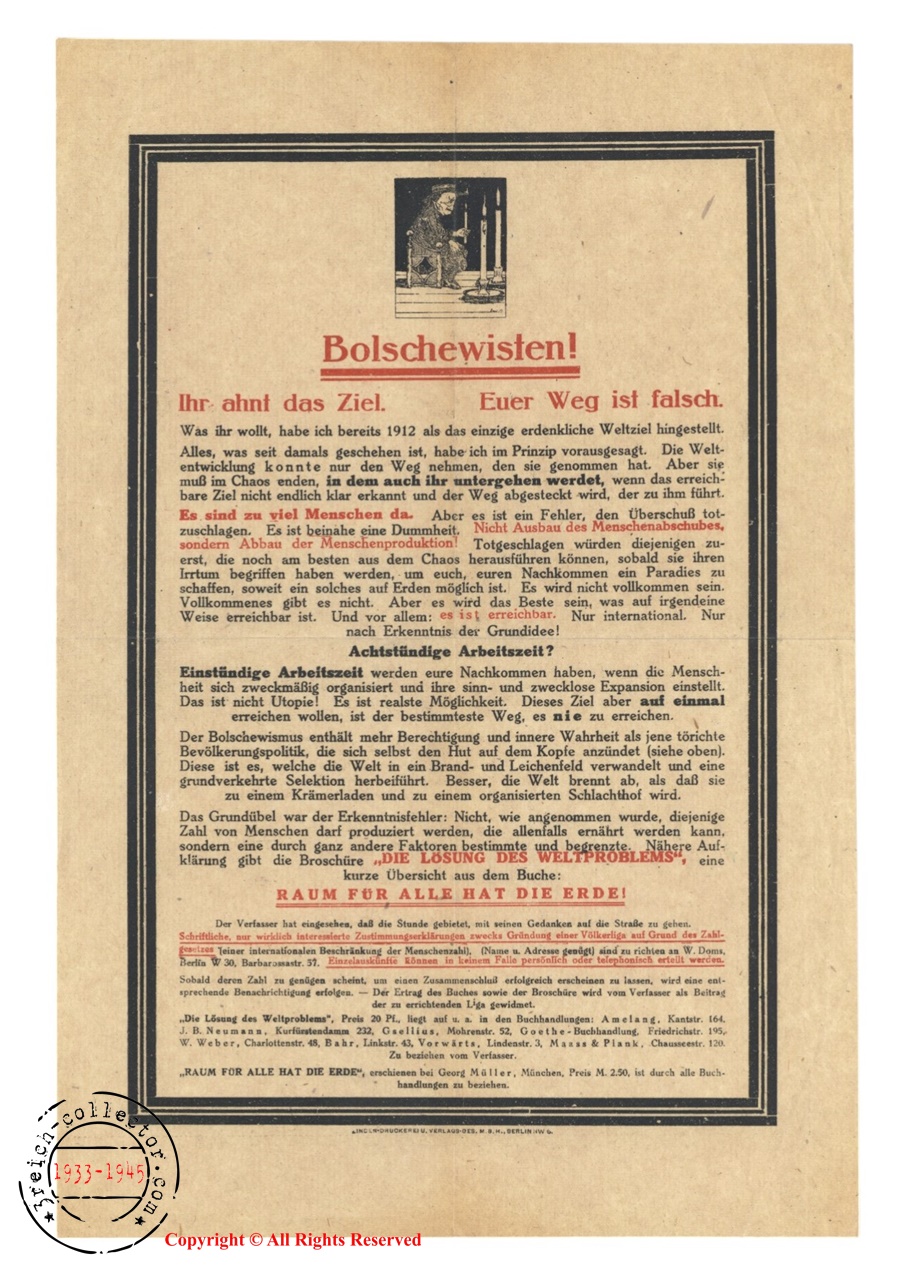 Bolschewisten!
Ihr ahnt das Ziel. Euer Weg ist falsch.
Was ihr wollt, habe ich bereits 1912 als das einzige erdenkliche Weltziel hingestellt.
Alles, was seit damals geschehen ist, habe ich im Prinzip vorausgesagt. Die Welt-
entwicklung konnte nur den Weg nehmen, den sie genommen hat. Aber sie
muß im Chaos enden, in dem auch ihr untergehen werdet, wenn das erreich-
bare Ziel nicht endlich klar erkannt und der Weg abgesteckt wird, der zu ihm führt.
Es sind zu viel Menschen da. Aber es ist ein Fehler, den Überschuß tot-
zuschlagen. Es ist beinahe eine Dummheit. Nicht Ausbau des Menschenabschubes,
sondern Abbau der Menschenproduktion! Totgeschlagen würden diejenigen zu-
erst, die noch am besten aus dem Chaos herausführen können, sobald sie ihren
Irrtum begriffen haben werden, um euch, euren Nachkommen ein Paradies zu
schaffen, soweit ein solches auf Erden möglich ist. Es wird nicht vollkommen sein.
Vollkommenes gibt es nicht. Aber es wird das Beste sein, was auf irgendeine
Weise erreichbar ist. Und vor allem: es ist erreichbar. Nur international. Nur
nach Erkenntnis der Grundidee!
Achtstündige Arbeitszeit?
Einstündige Arbeitszeit werden eure Nachkommen haben, wenn die Mensch-
heit sich zweckmäßig organisiert und ihre sinn- und zwecklose Expansion einstellt.
Das ist nicht Utopie! Es ist realste Möglichkeit. Dieses Ziel aber auf einmal
erreichen wollen, ist der bestimmteste Weg, es nie zu erreichen.
Der Bolschewismus enthält mehr Berechtigung und innere Wahrheit als jene törichte
Bevölkerungspolitik, die sich selbst den Hut auf dem Kopfe anzündet (siehe oben).
Diese ist es, welche die Welt in ein Brand- und Leichenfeld verwandelt und eine
grundverkehrte Selektion herbeiführt. Besser, die Welt brennt ab, als daß sie
zu einem Krämerladen und zu einem organisierten Schlachthof wird.
Das Grundübel war der Erkenntnisfehler: Nicht, wie angenommen wurde, diejenige
Zahl von Menschen darf produziert werden, die allenfalls ernährt werden kann,
sondern eine durch ganz andere Faktoren bestimmte und begrenzte. Nähere Auf-
klärung gibt die Broschüre „DIE LÖSUNG DES WELTPROBLEMS", eine
kurze Übersicht aus dem Buche:
RAUM FÜR ALLE HAT DIE ERDE!
Der Verfasser hat eingesehen, daß die Stunde gebietet, mit seinen Gedanken auf die Straße zu gehen.
Schriftliche, nur wirklich interessierte Zustimmungserklärungen zwecks Gründung einer Völkerliga auf Grund des Zahl-
gesetzes (einer internationalen Beschränkung der Menschenzahl), (Name u. Adresse genügt) sind zu richten an W. Doms,
Berlin W 30, Barbarossastr. 57. Einzelauskünfte können in keinem Falle persönlich oder telephonisch erteilt werden.
Sobald deren Zahl zu genügen scheint, um einen Zusammenschluß erfolgreich erscheinen zu lassen, wird eine ent-
sprechende Benachrichtigung erfolgen. — Der Ertrag des Buches sowie der Broschüre wird vom Verfasser als Beitrag
der zu errichtenden Liga gewidmet.
„Die Lösung des Weltproblems", Preis 20 Pf., liegt auf u. a. in den Buchhandlungen: Amelang, Kantstr. 164,
J. B. Neumann, Kurfürstendamm 232, Gsellius, Mohrenstr. 52, Goethe-Buchhandlung, Friedrichstr. 195,
W. Weber, Charlottenstr. 48, Bahr, Linkstr. 43, Vorwärts, Lindenstr. 3, Maass & Plank, Chausseestr. 120.
Zu beziehen vom Verfasser.
„RAUM FÜR ALLE HAT DIE ERDE", erschienen bei Georg Müller, München, Preis M. 2.50, ist durch alle Buch-
handlungen zu beziehen.
U. VERLAGS-GES. M. B. H., BERLIN
3reich-collector.com
1933-1945
Copyright © All Rights Reserved